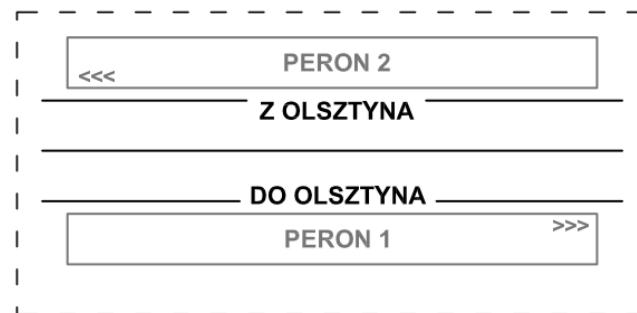 PERON 2
<<<
Z OLSZTYNA
DO OLSZTYNA
>>>
PERON 1